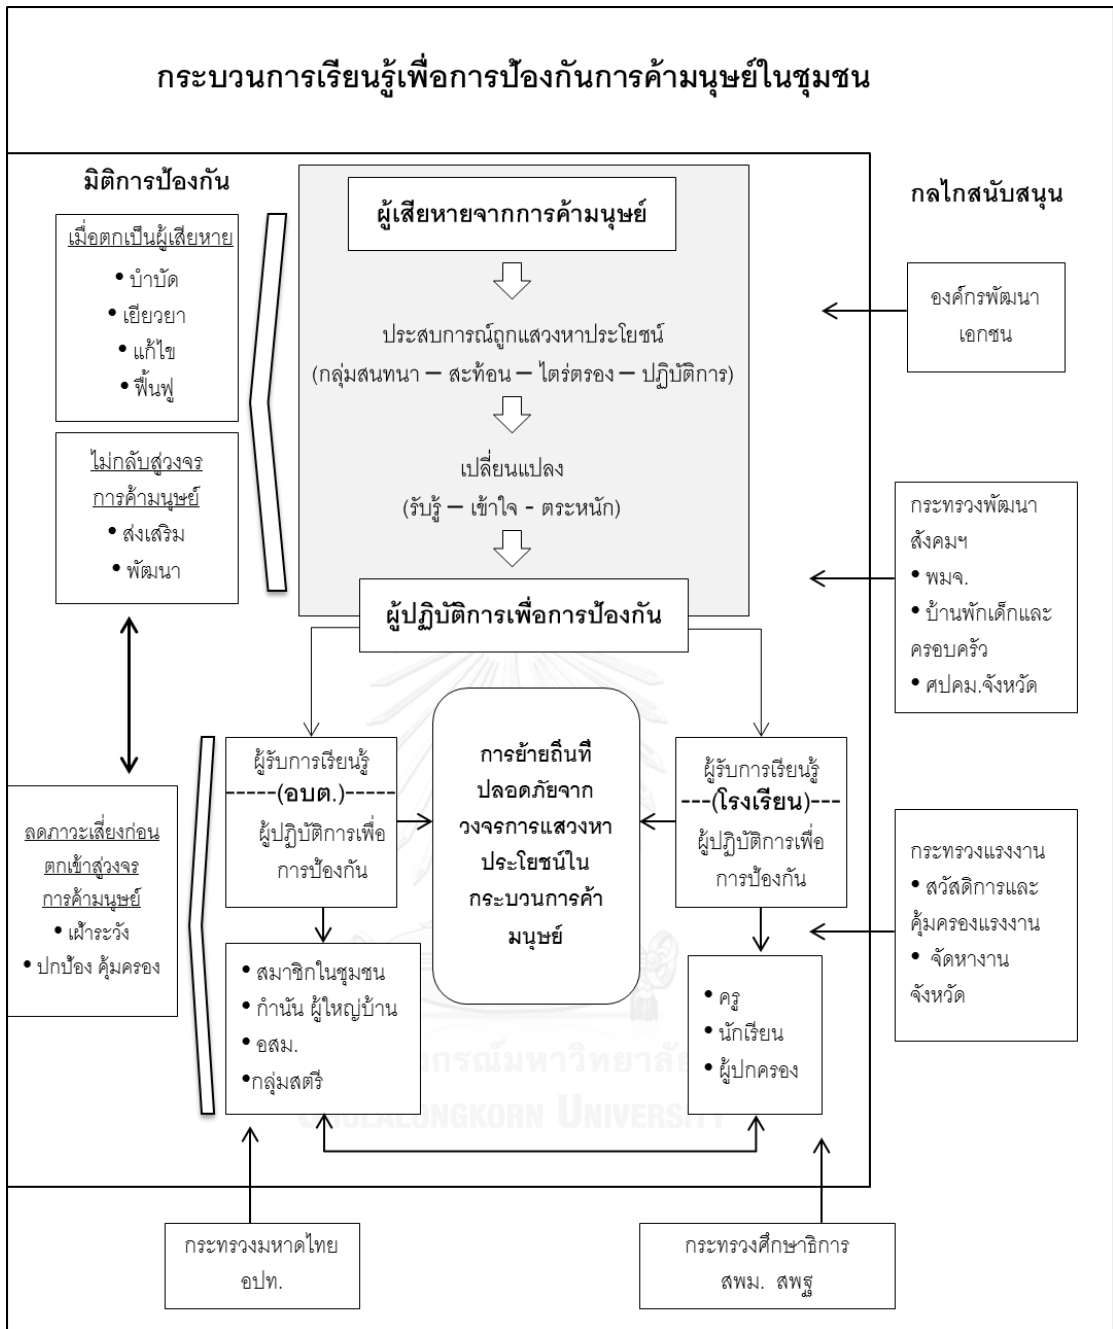 กระบวนการเรียนรู้เพื่อการป้องกันการค้ามนุษย์ในชุมชน
มิติการป้องกัน
เมื่อตกเป็นผู้เสียหาย
• บำบัด
• เยียวยา
• แก้ไข
• ฟื้นฟู
ไม่กลับสู่วงจร
การค้ามนุษย์
• ส่งเสริม
• พัฒนา
ลดภาวะเสี่ยงก่อน
ตกเข้าสู่วงจร
การค้ามนุษย์
• เฝ้าระวัง
• ปกป้อง คุ้มครอง
ผู้เสียหายจากการค้ามนุษย์
ประสบการณ์ถูกแสวงหาประโยชน์
(กลุ่มสนทนา – สะท้อน – ไตร่ตรอง – ปฏิบัติการ)
เปลี่ยนแปลง
(รับรู้ – เข้าใจ - ตระหนัก)
ผู้ปฏิบัติการเพื่อการป้องกัน
ผู้รับการเรียนรู้
-----(อบต.)-----
ผู้ปฏิบัติการเพื่อ
การป้องกัน
• สมาชิกในชุมชน
• กำนัน ผู้ใหญ่บ้าน
• อสม.
•กลุ่มสตรี
การย้ายถิ่นที่
ปลอดภัยจาก
วงจรการแสวงหา
ประโยชน์ใน
กระบวนการค้า
มนุษย์
ผู้รับการเรียนรู้
---(โรงเรียน)---
ผู้ปฏิบัติการเพื่อ
การป้องกัน
• ครู
• นักเรียน
• ผู้ปกครอง
กลไกสนับสนุน
องค์กรพัฒนา
เอกชน
กระทรวงพัฒนา
สังคมฯ
• พมจ.
• บ้านพักเด็กและ
ครอบครัว
• ศปคม.จังหวัด
กระทรวงแรงงาน
• สวัสดิการและ
คุ้มครองแรงงาน
• จัดหางาน
จังหวัด
กระทรวงมหาดไทย
อปท.
กระทรวงศึกษาธิการ
สพม. สพฐ
CHULALONGKORN UNIVERSITY